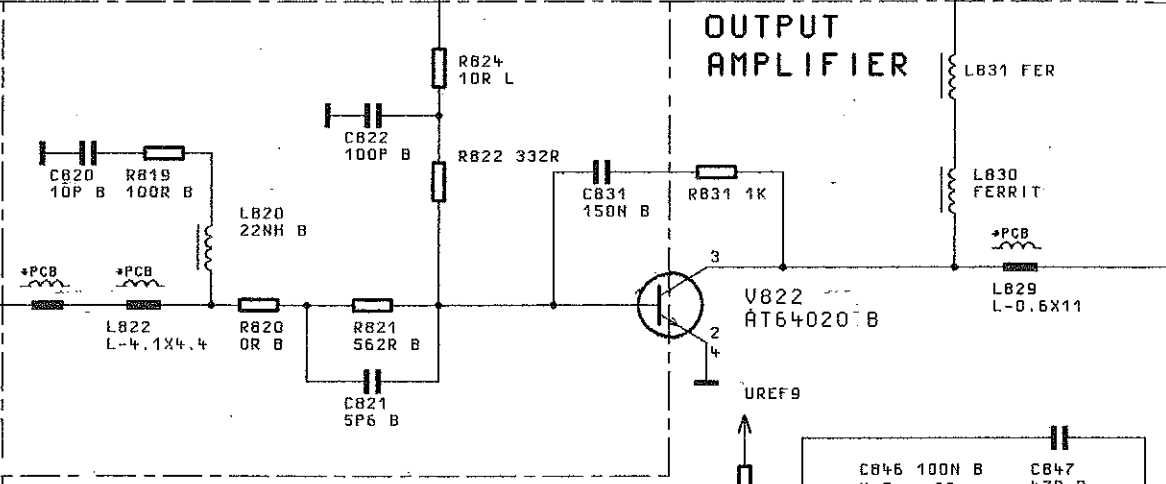 OUTPUT
AMPLIFIER
R824
10R L
L831 FER
C822
100P B
R822 332R
C820
10P B
R819
100R B
C831
150N B
R831 1K
L830
FERRIT
L820
22NH B
*PCB
*PCB
*PCB
3
1
V822
AT64020 B
L829
L-0.6X11
L822
L-4.1X4.4
R820
0R B
R821
562R B
2
4
C821
5P6 B
UREF9
C846 100N B
C847